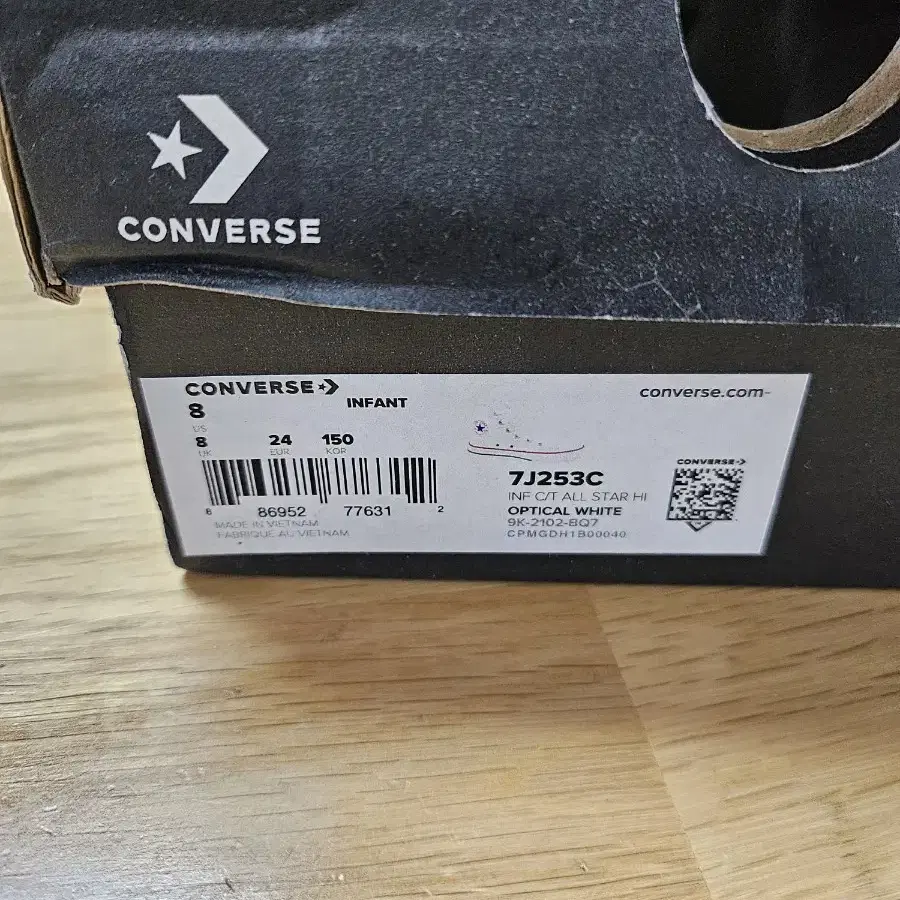 CONVERSE
CONVERSE
INFANT
converse.com
8
US
8 24 150
UK EUR KOR
8 86952 77631 2
MADE IN VIETNAM
FABRIQUE AU VIETNAM
7J253C
INF C/T ALL STAR HI
OPTICAL WHITE
9K-2102-BQ7
CPMGDH1B00040
CONVERSE